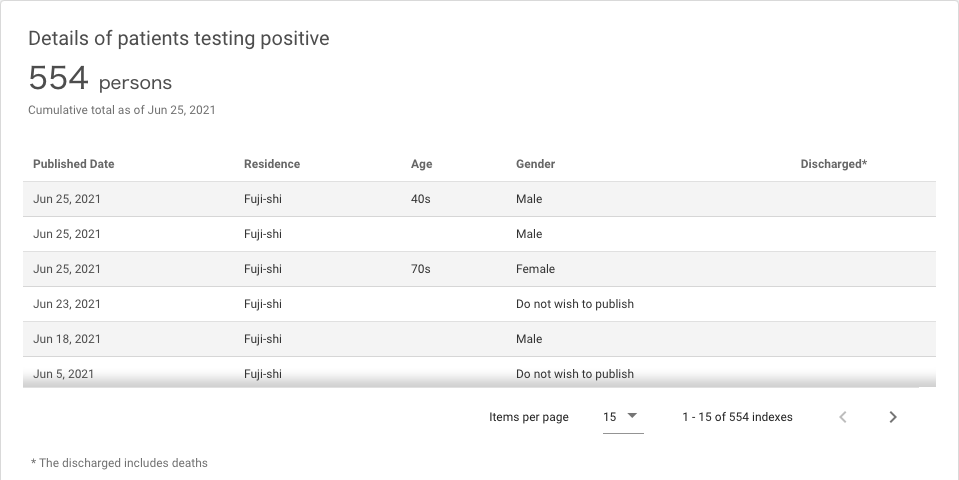 Details of patients testing positive
554 persons
Cumulative total as of Jun 25, 2021
Published Date Residence Age Gender Discharged*
Jun 25, 2021 Fuji-shi 40s Male
Jun 25, 2021 Fuji-shi Male
Jun 25, 2021 Fuji-shi 70s Female
Jun 23, 2021 Fuji-shi Do not wish to publish
Jun 18, 2021 Fuji-shi Male
Jun 5, 2021 Fuji-shi Do not wish to publish
Items per page 15 1 - 15 of 554 indexes
* The discharged includes deaths